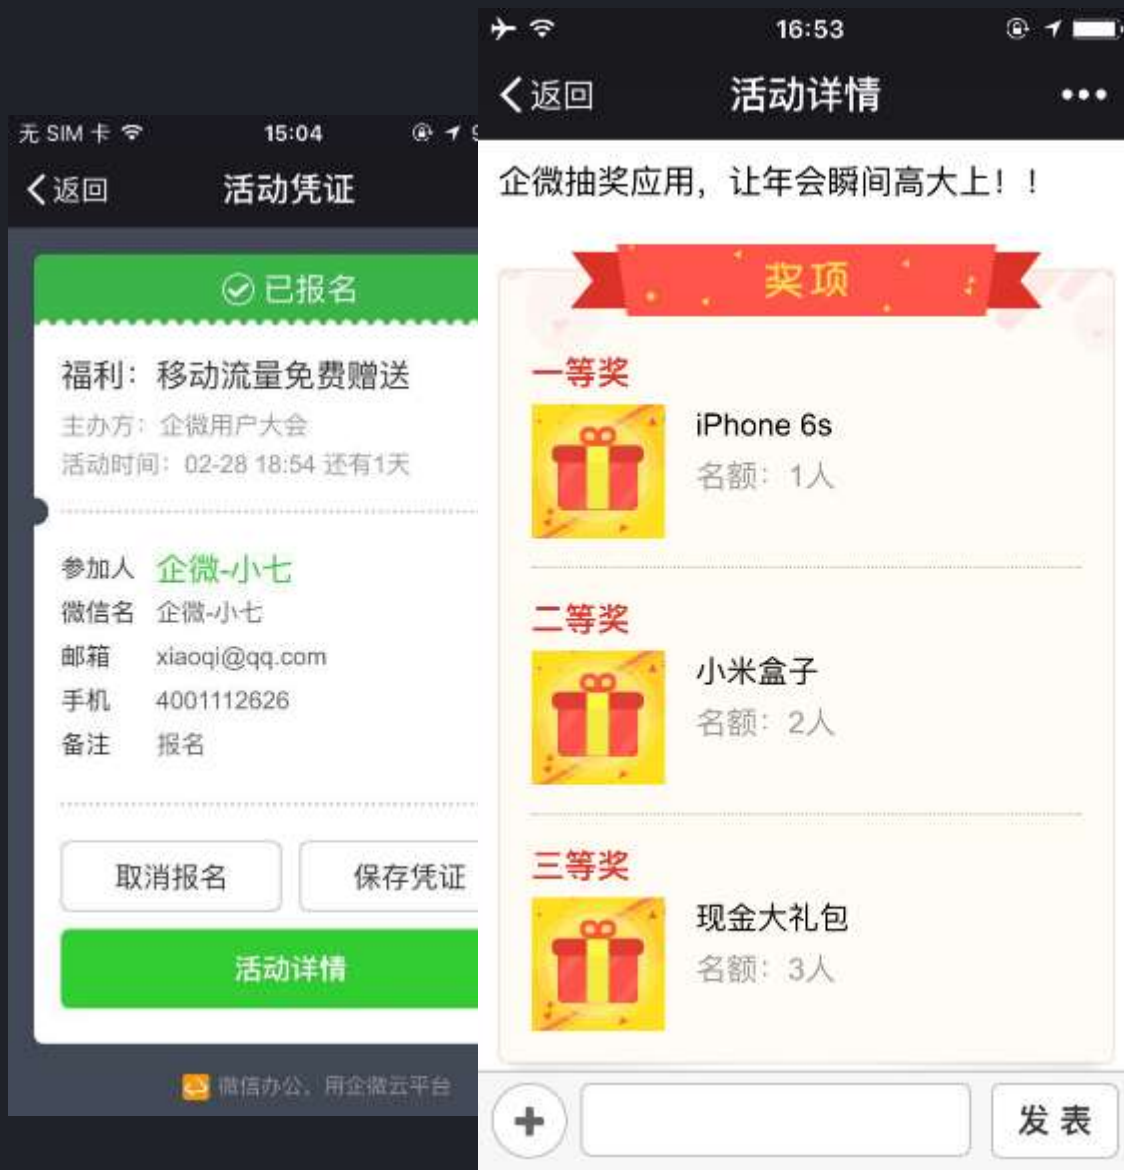 无 SIM 卡
15:04
返回
活动凭证
已报名
福利：移动流量免费赠送
主办方：企微用户大会
活动时间：02-28 18:54 还有1天
参加人 企微-小七
微信名 企微-小七
邮箱 xiaoqi@qq.com
手机 4001112626
备注 报名
取消报名
保存凭证
活动详情
微信办公，用企微云平台
16:53
返回
活动详情
企微抽奖应用，让年会瞬间高大上！！
奖项
一等奖
iPhone 6s
名额：1人
二等奖
小米盒子
名额：2人
三等奖
现金大礼包
名额：3人
发表